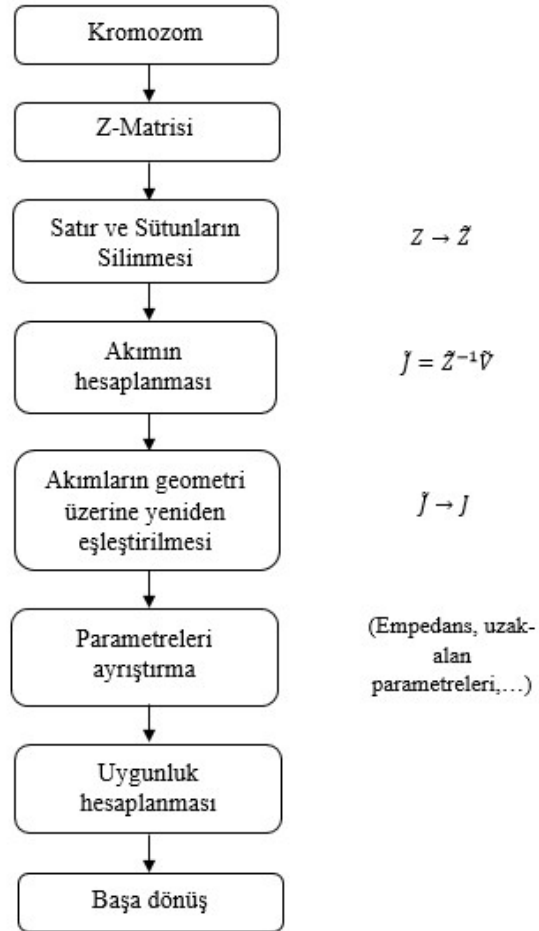 Kromozom
Z-Matrisi
Satır ve Sütunların
Silinmesi
Z → Z̃
Akımın
hesaplanması
J̃ = Z̃⁻¹Ṽ
Akımların geometri
üzerine yeniden
eşleştirilmesi
J̃ → J
Parametreleri
ayrıştırma
(Empedans, uzak-
alan
parametreleri,…)
Uygunluk
hesaplanması
Başa dönüş